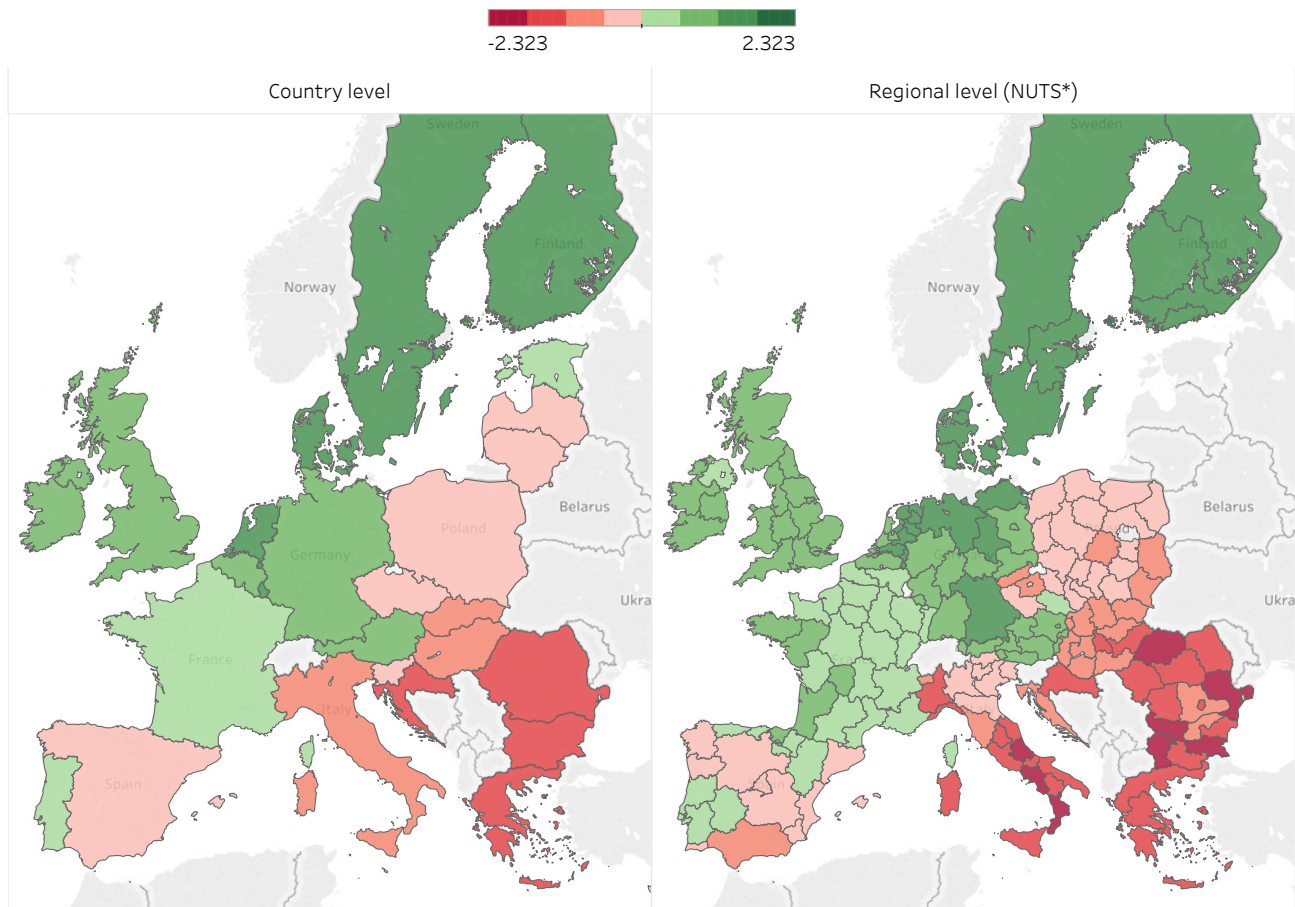 -2.323 2.323
Country level Regional level (NUTS*)
Sweden Sweden
Finland Finland
Norway Norway
Belarus Belarus
Poland
Germany
Ukra Ukra
France
Italy
Spain